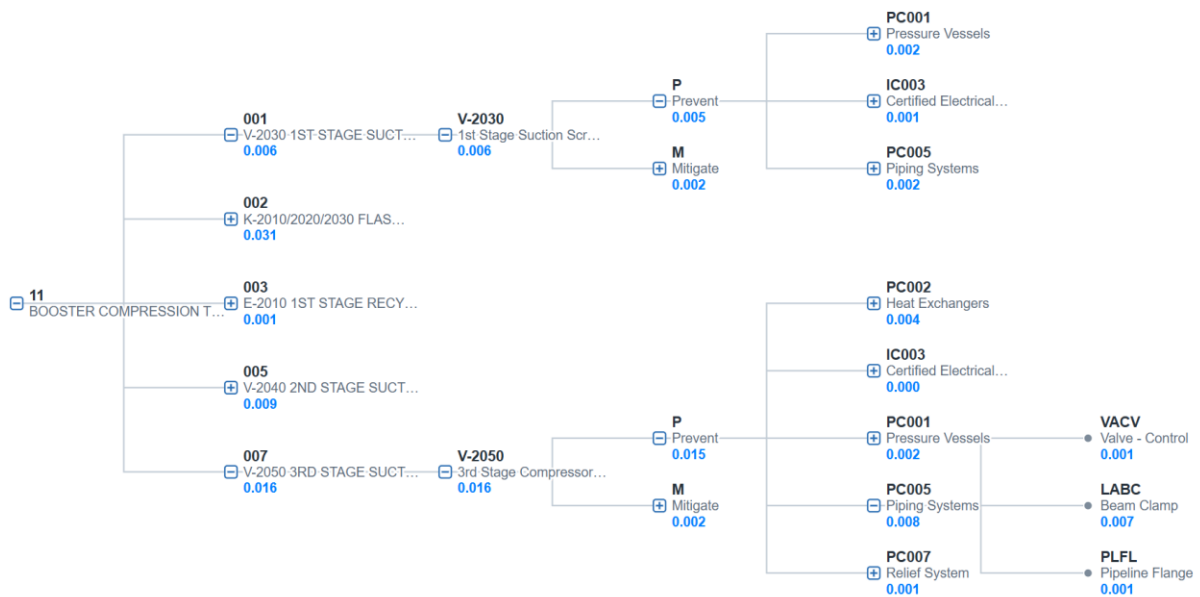 11
BOOSTER COMPRESSION T...
001
V-2030 1ST STAGE SUCT...
0.006
002
K-2010/2020/2030 FLAS...
0.031
003
E-2010 1ST STAGE RECY...
0.001
005
V-2040 2ND STAGE SUCT...
0.009
007
V-2050 3RD STAGE SUCT...
0.016
V-2030
1st Stage Suction Scr...
0.006
V-2050
3rd Stage Compressor...
0.016
P
Prevent
0.005
M
Mitigate
0.002
P
Prevent
0.015
M
Mitigate
0.002
PC001
Pressure Vessels
0.002
IC003
Certified Electrical...
0.001
PC005
Piping Systems
0.002
PC002
Heat Exchangers
0.004
IC003
Certified Electrical...
0.000
PC001
Pressure Vessels
0.002
PC005
Piping Systems
0.008
PC007
Relief System
0.001
VACV
Valve - Control
0.001
LABC
Beam Clamp
0.007
PLFL
Pipeline Flange
0.001